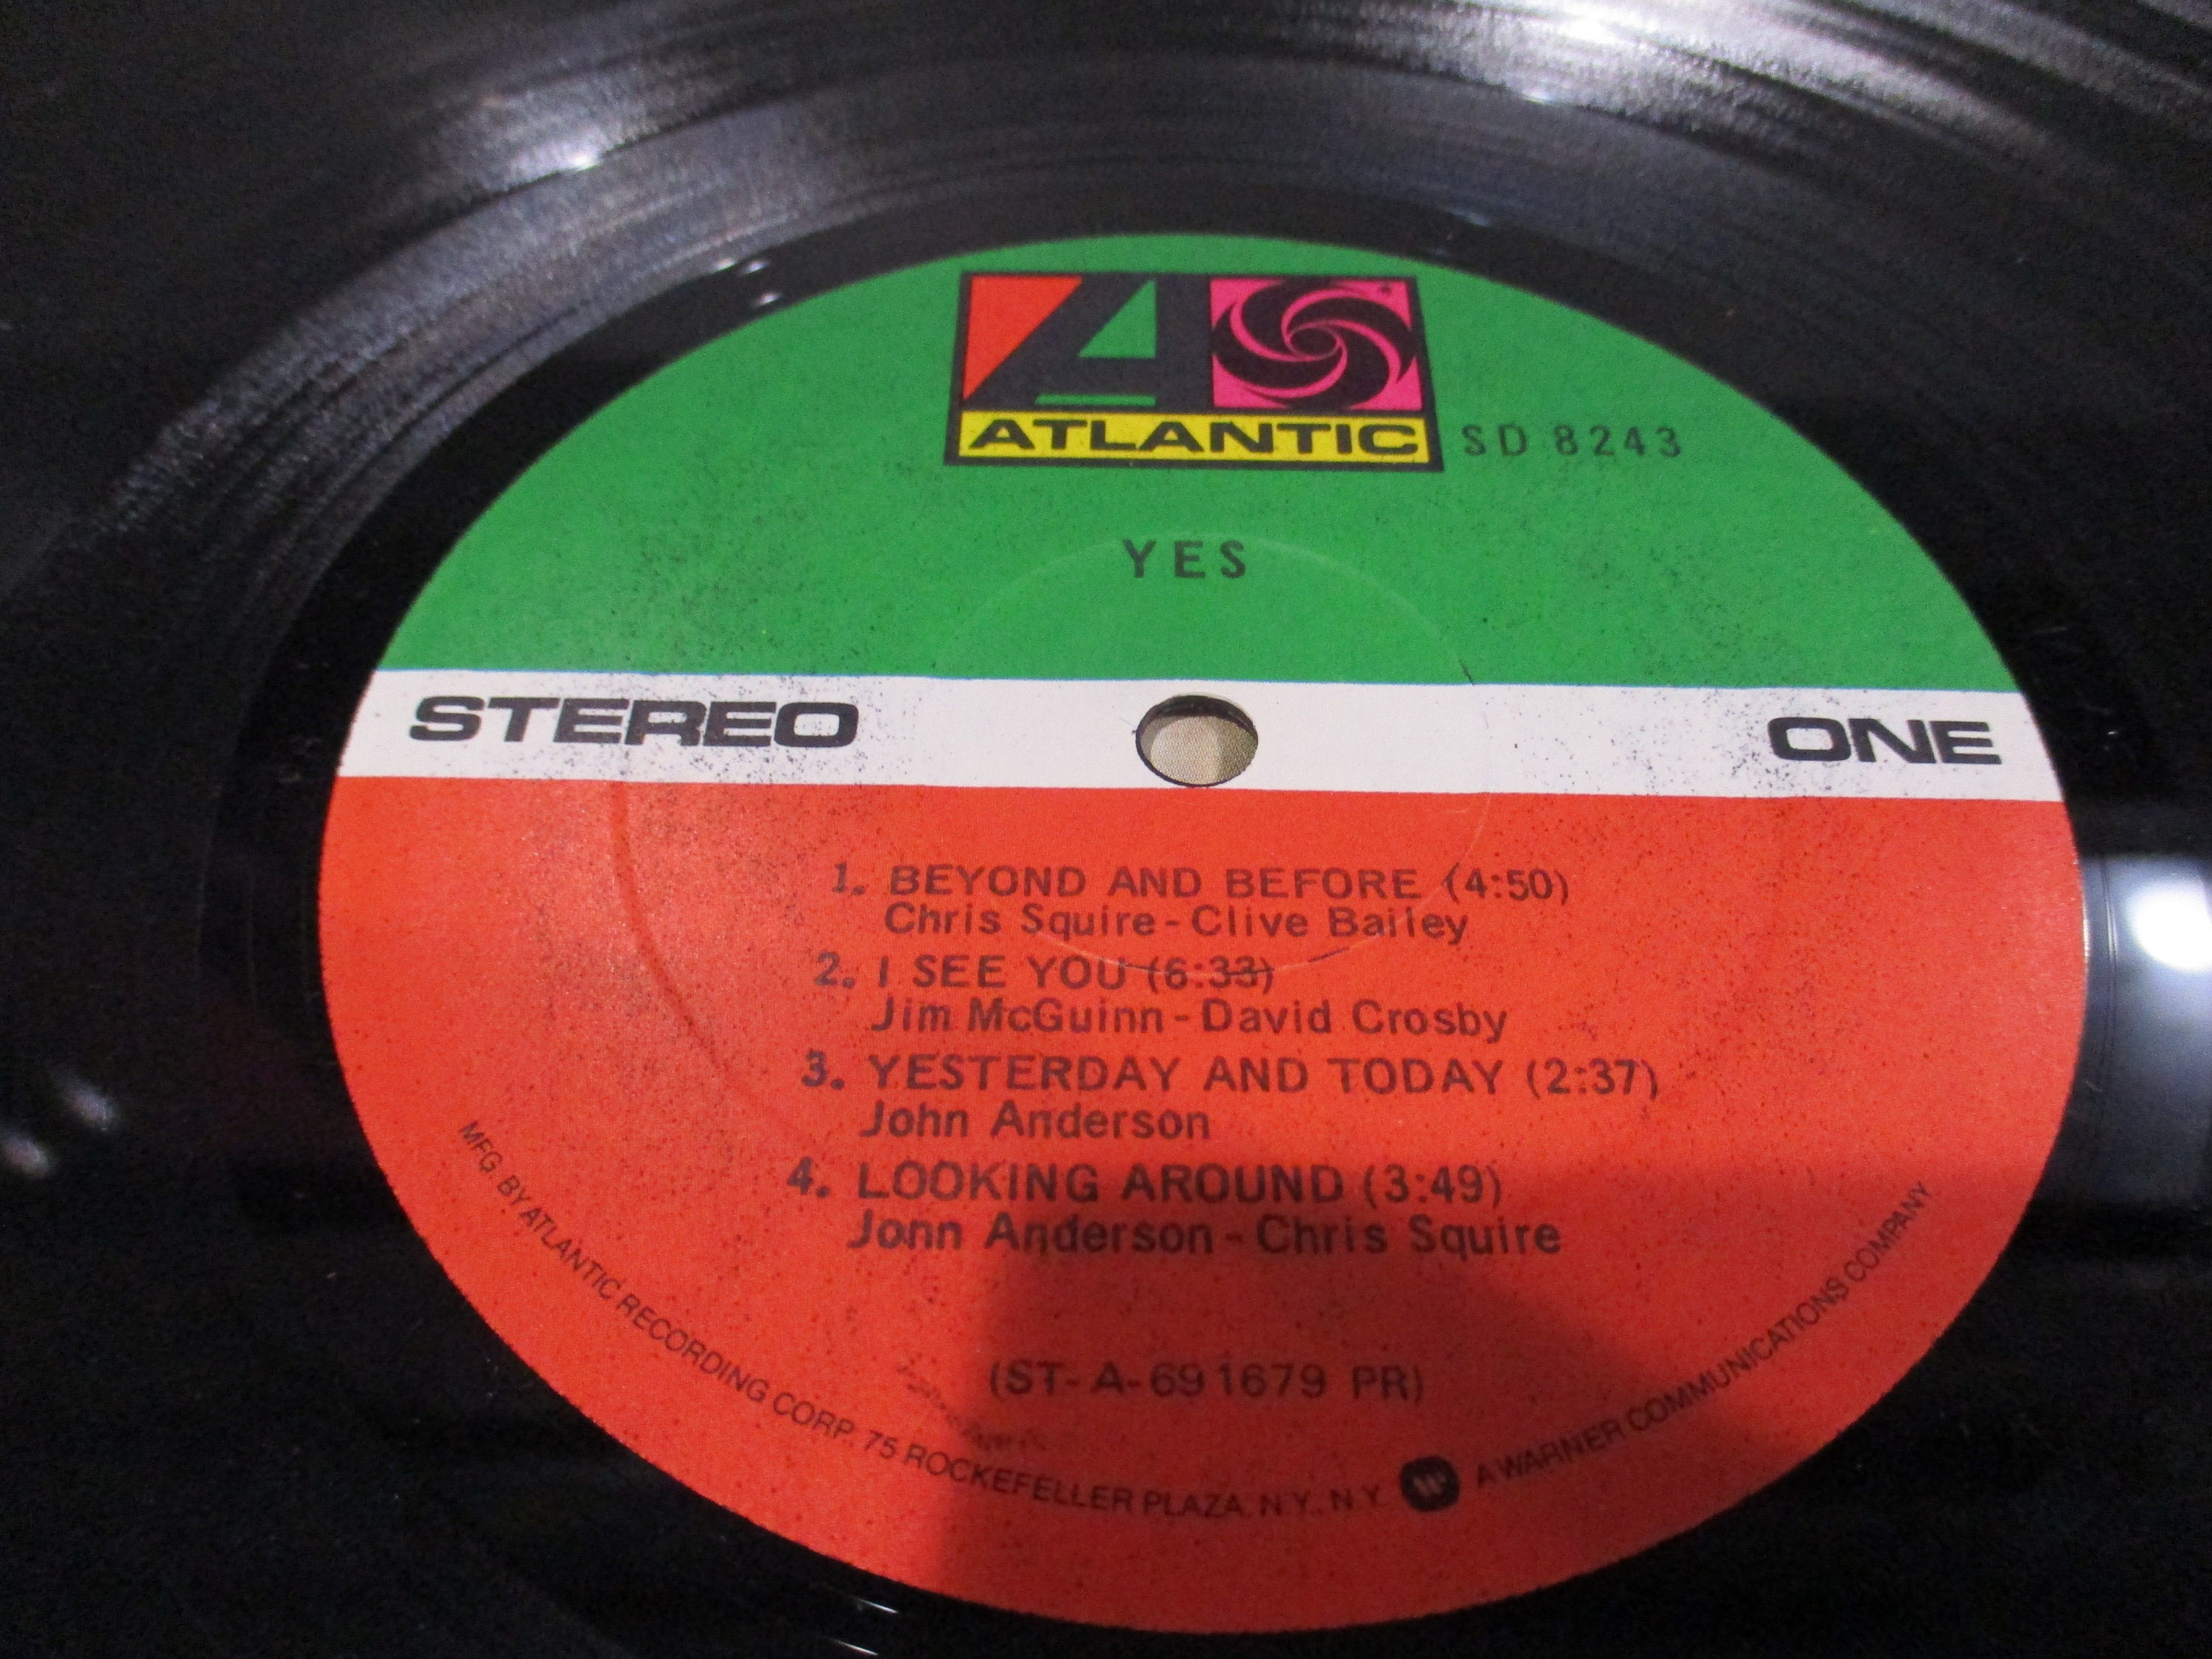 ATLANTIC
SD 8243
YES
STEREO
ONE
1. BEYOND AND BEFORE (4:50)
Chris Squire-Clive Bailey
2. I SEE YOU (6:33)
Jim McGuinn-David Crosby
3. YESTERDAY AND TODAY (2:37)
John Anderson
4. LOOKING AROUND (3:49)
Jonn Anderson-Chris Squire
(ST-A-691679 PR)
MFG. BY ATLANTIC RECORDING CORP. 75 ROCKEFELLER PLAZA, N.Y., N.Y. A WARNER COMMUNICATIONS COMPANY